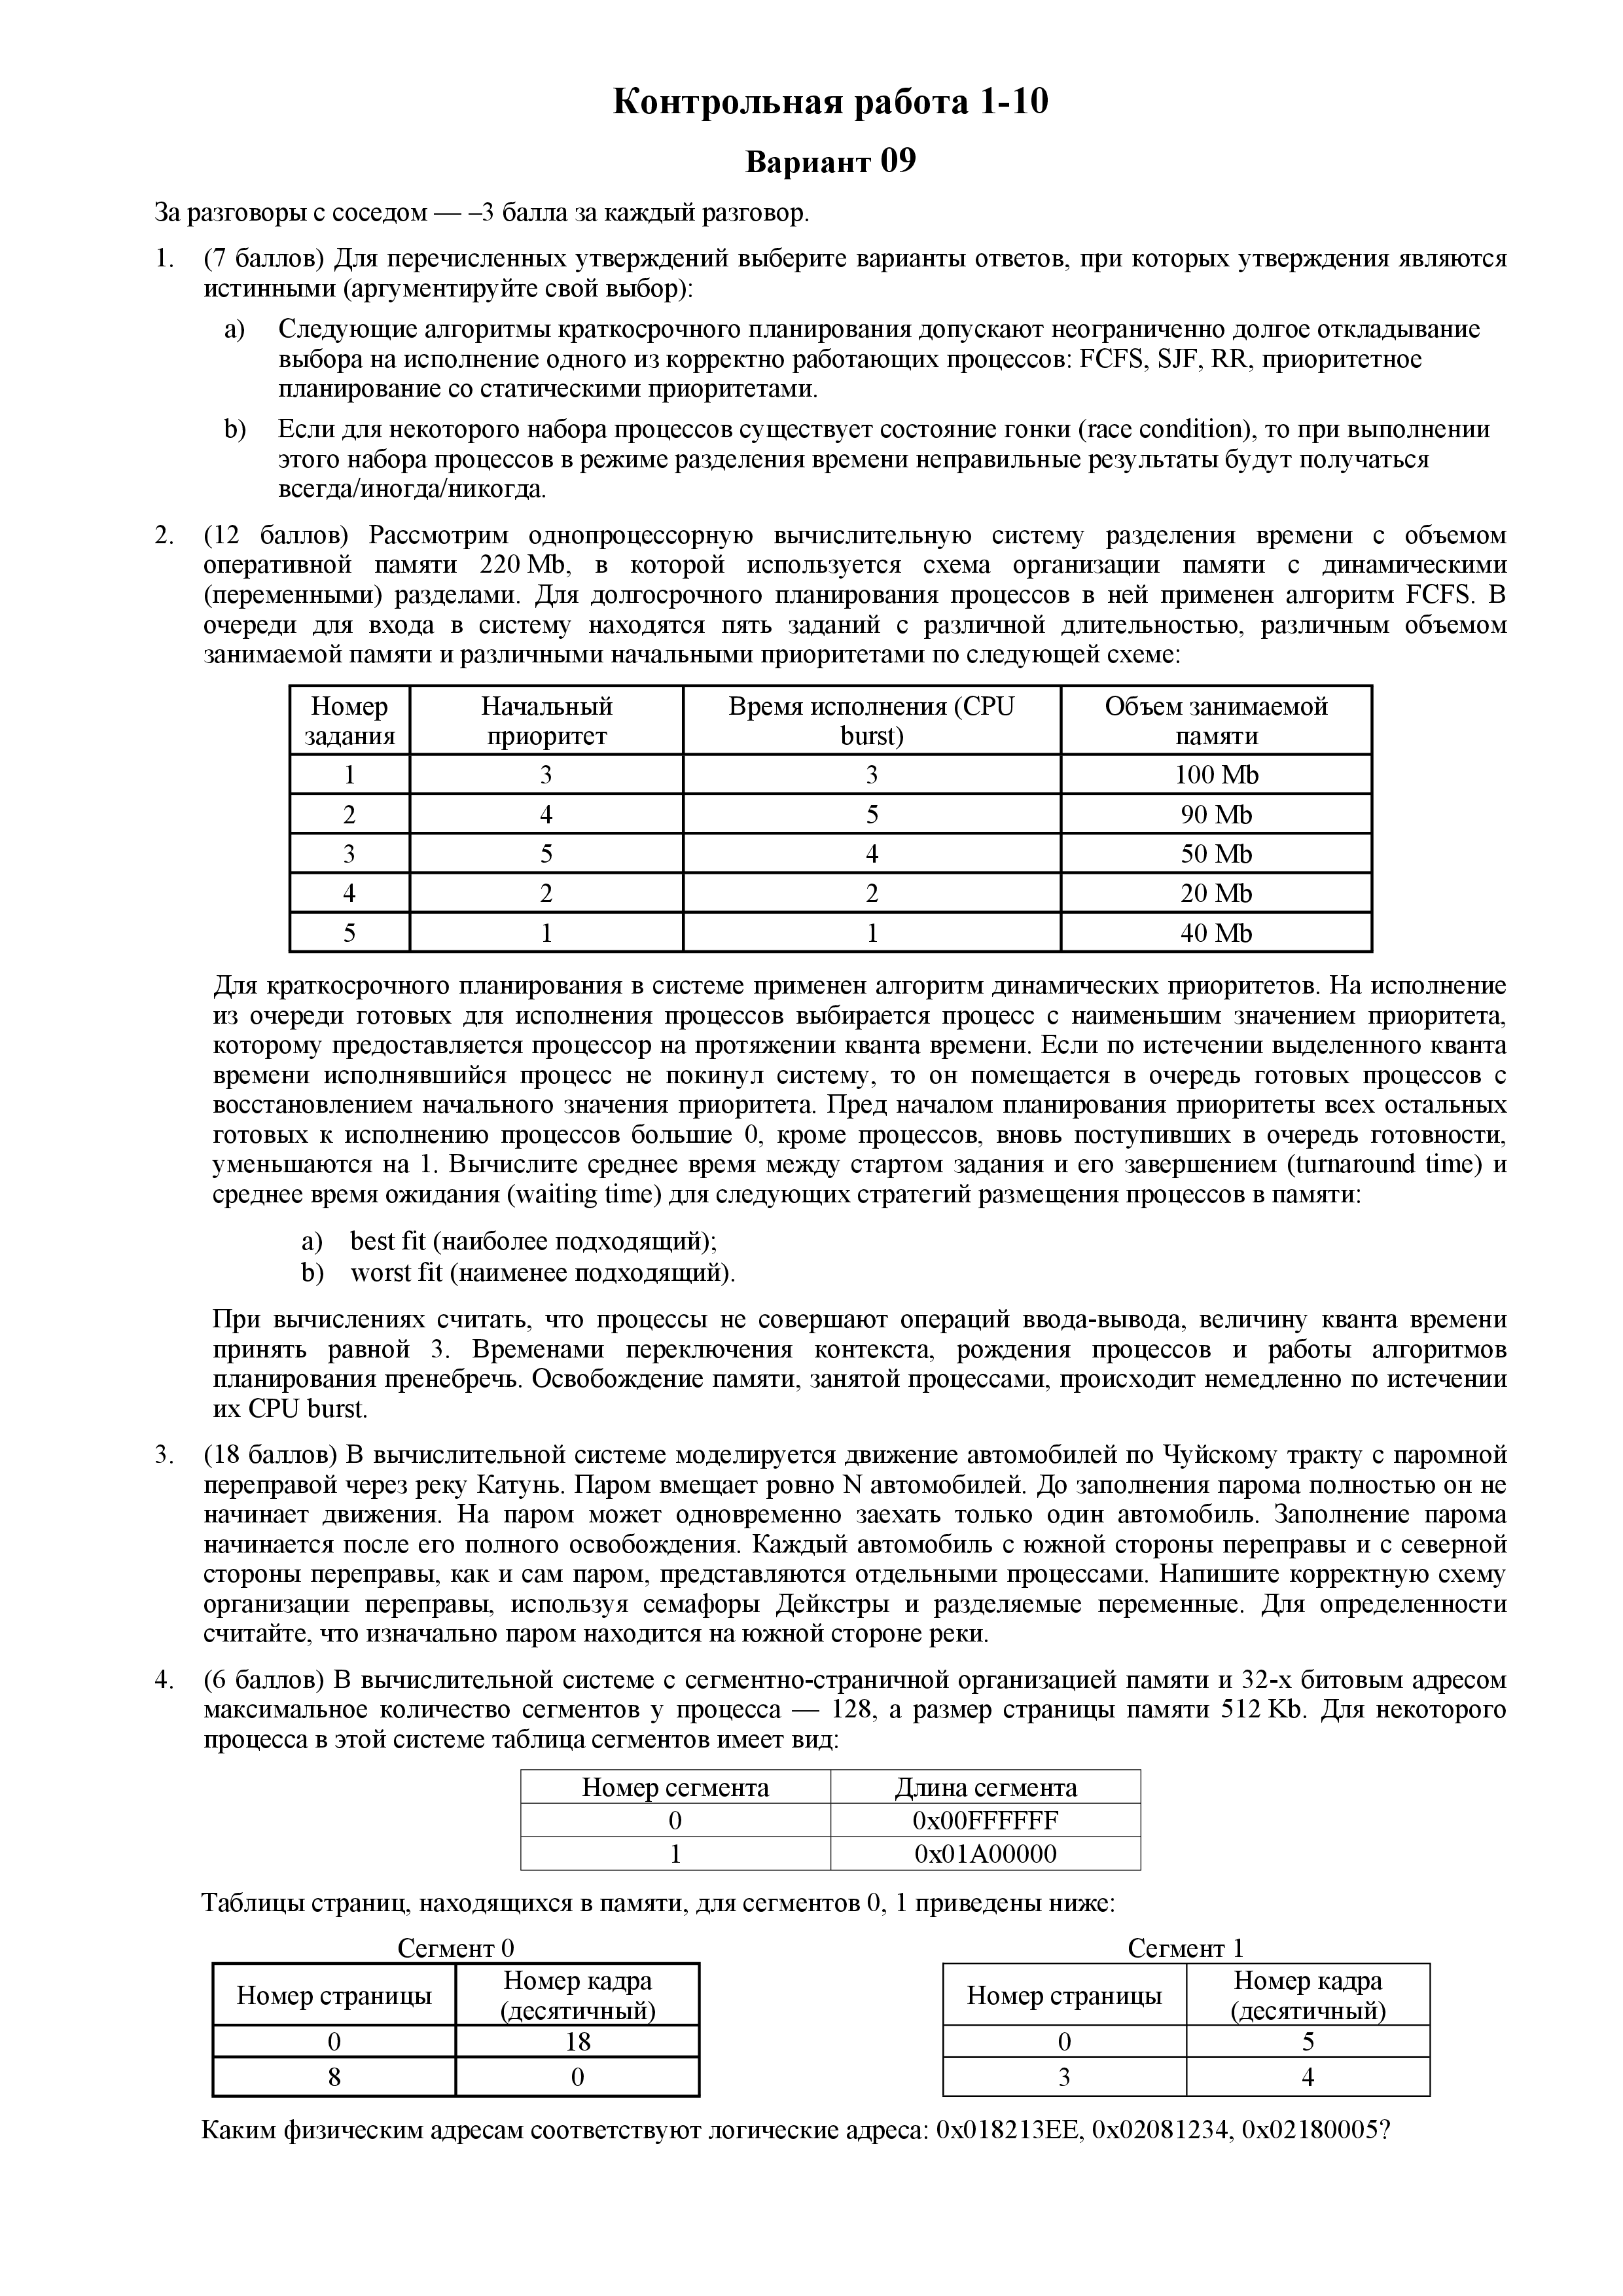 Контрольная работа 1-10
Вариант 09
За разговоры с соседом — –3 балла за каждый разговор.
1. (7 баллов) Для перечисленных утверждений выберите варианты ответов, при которых утверждения являются
истинными (аргументируйте свой выбор):
a) Следующие алгоритмы краткосрочного планирования допускают неограниченно долгое откладывание
выбора на исполнение одного из корректно работающих процессов: FCFS, SJF, RR, приоритетное
планирование со статическими приоритетами.
b) Если для некоторого набора процессов существует состояние гонки (race condition), то при выполнении
этого набора процессов в режиме разделения времени неправильные результаты будут получаться
всегда/иногда/никогда.
2. (12 баллов) Рассмотрим однопроцессорную вычислительную систему разделения времени с объемом
оперативной памяти 220 Mb, в которой используется схема организации памяти с динамическими
(переменными) разделами. Для долгосрочного планирования процессов в ней применен алгоритм FCFS. В
очереди для входа в систему находятся пять заданий с различной длительностью, различным объемом
занимаемой памяти и различными начальными приоритетами по следующей схеме:
Номер задания Начальный приоритет Время исполнения (CPU burst) Объем занимаемой памяти
1 3 3 100 Mb
2 4 5 90 Mb
3 5 4 50 Mb
4 2 2 20 Mb
5 1 1 40 Mb
Для краткосрочного планирования в системе применен алгоритм динамических приоритетов. На исполнение
из очереди готовых для исполнения процессов выбирается процесс с наименьшим значением приоритета,
которому предоставляется процессор на протяжении кванта времени. Если по истечении выделенного кванта
времени исполнявшийся процесс не покинул систему, то он помещается в очередь готовых процессов с
восстановлением начального значения приоритета. Пред началом планирования приоритеты всех остальных
готовых к исполнению процессов большие 0, кроме процессов, вновь поступивших в очередь готовности,
уменьшаются на 1. Вычислите среднее время между стартом задания и его завершением (turnaround time) и
среднее время ожидания (waiting time) для следующих стратегий размещения процессов в памяти:
a) best fit (наиболее подходящий);
b) worst fit (наименее подходящий).
При вычислениях считать, что процессы не совершают операций ввода-вывода, величину кванта времени
принять равной 3. Временами переключения контекста, рождения процессов и работы алгоритмов
планирования пренебречь. Освобождение памяти, занятой процессами, происходит немедленно по истечении
их CPU burst.
3. (18 баллов) В вычислительной системе моделируется движение автомобилей по Чуйскому тракту с паромной
переправой через реку Катунь. Паром вмещает ровно N автомобилей. До заполнения парома полностью он не
начинает движения. На паром может одновременно заехать только один автомобиль. Заполнение парома
начинается после его полного освобождения. Каждый автомобиль с южной стороны переправы и с северной
стороны переправы, как и сам паром, представляются отдельными процессами. Напишите корректную схему
организации переправы, используя семафоры Дейкстры и разделяемые переменные. Для определенности
считайте, что изначально паром находится на южной стороне реки.
4. (6 баллов) В вычислительной системе с сегментно-страничной организацией памяти и 32-х битовым адресом
максимальное количество сегментов у процесса — 128, а размер страницы памяти 512 Kb. Для некоторого
процесса в этой системе таблица сегментов имеет вид:
Номер сегмента Длина сегмента
0 0x00FFFFFF
1 0x01A00000
Таблицы страниц, находящихся в памяти, для сегментов 0, 1 приведены ниже:
Сегмент 0
Номер страницы Номер кадра (десятичный)
0 18
8 0
Сегмент 1
Номер страницы Номер кадра (десятичный)
0 5
3 4
Каким физическим адресам соответствуют логические адреса: 0x018213EE, 0x02081234, 0x02180005?